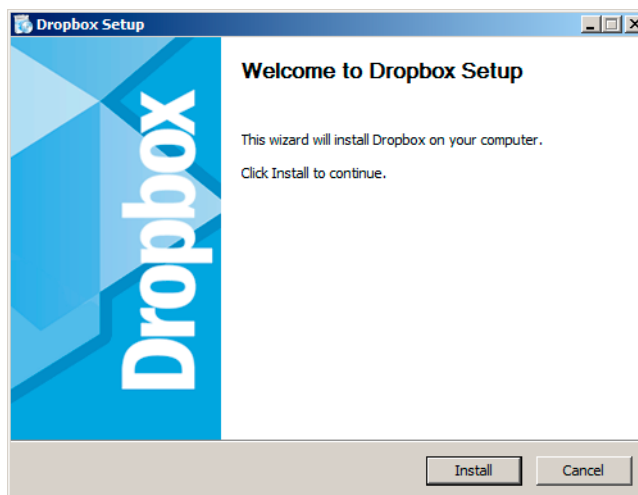 Dropbox Setup
Dropbox
Welcome to Dropbox Setup
This wizard will install Dropbox on your computer.
Click Install to continue.
Install
Cancel